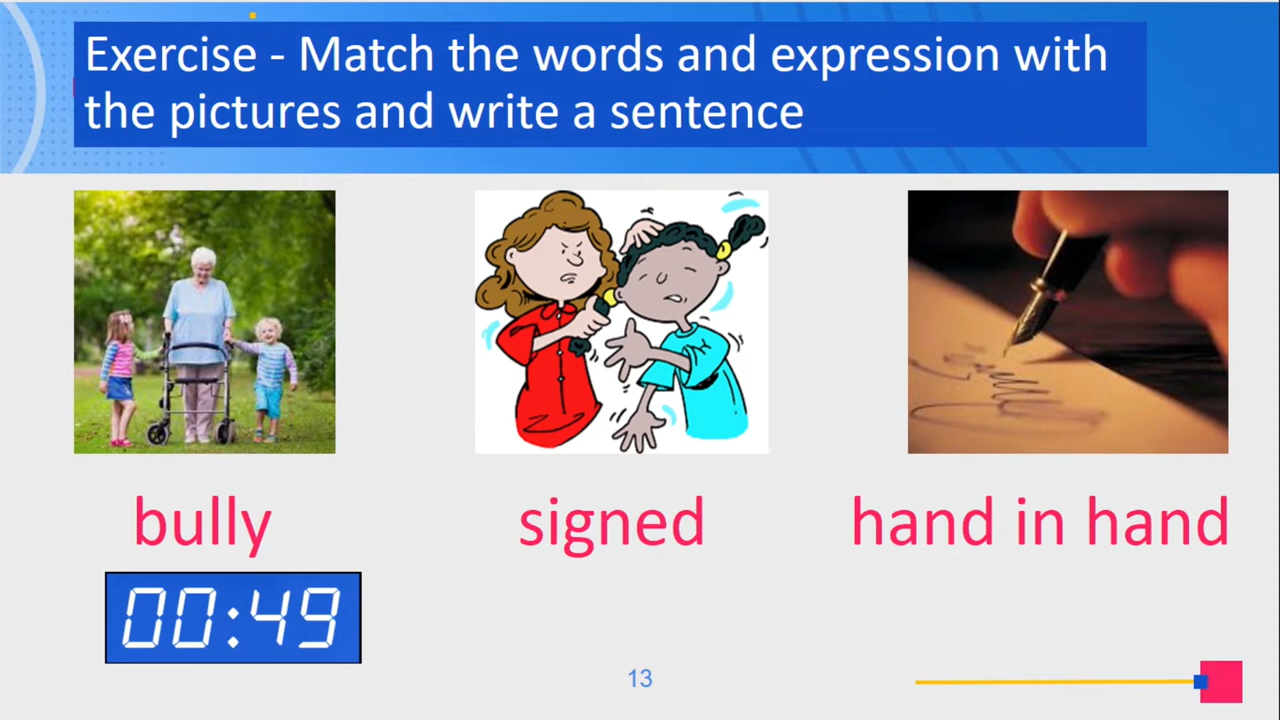 Exercise - Match the words and expression with
the pictures and write a sentence
bully
signed
hand in hand
00:49
13